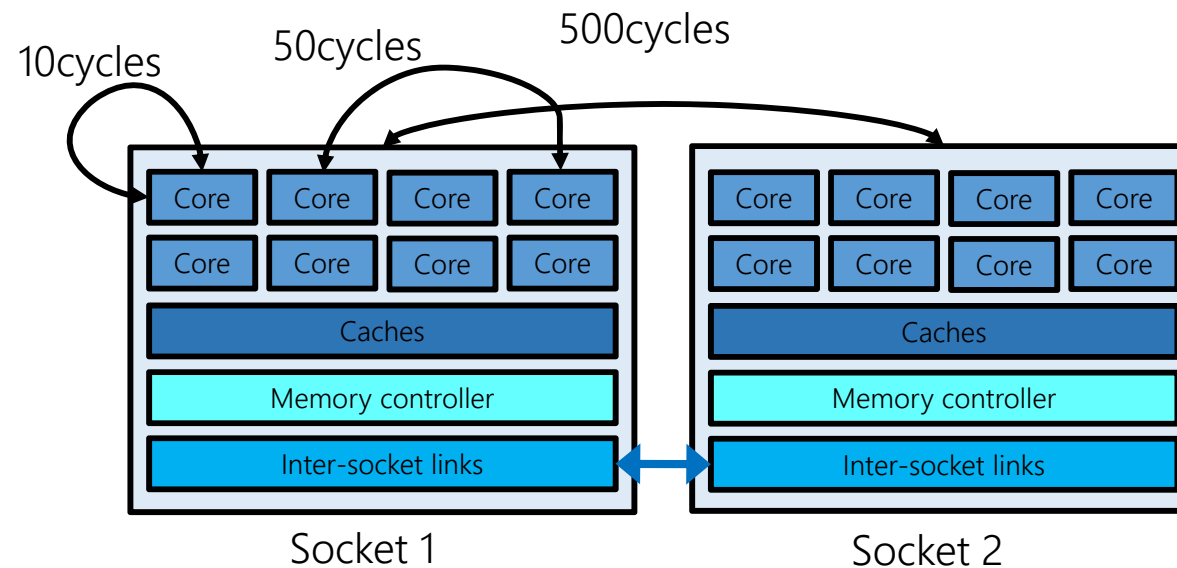 10cycles
50cycles
500cycles
Core Core Core Core
Core Core Core Core
Caches
Memory controller
Inter-socket links
Socket 1
Core Core Core Core
Core Core Core Core
Caches
Memory controller
Inter-socket links
Socket 2